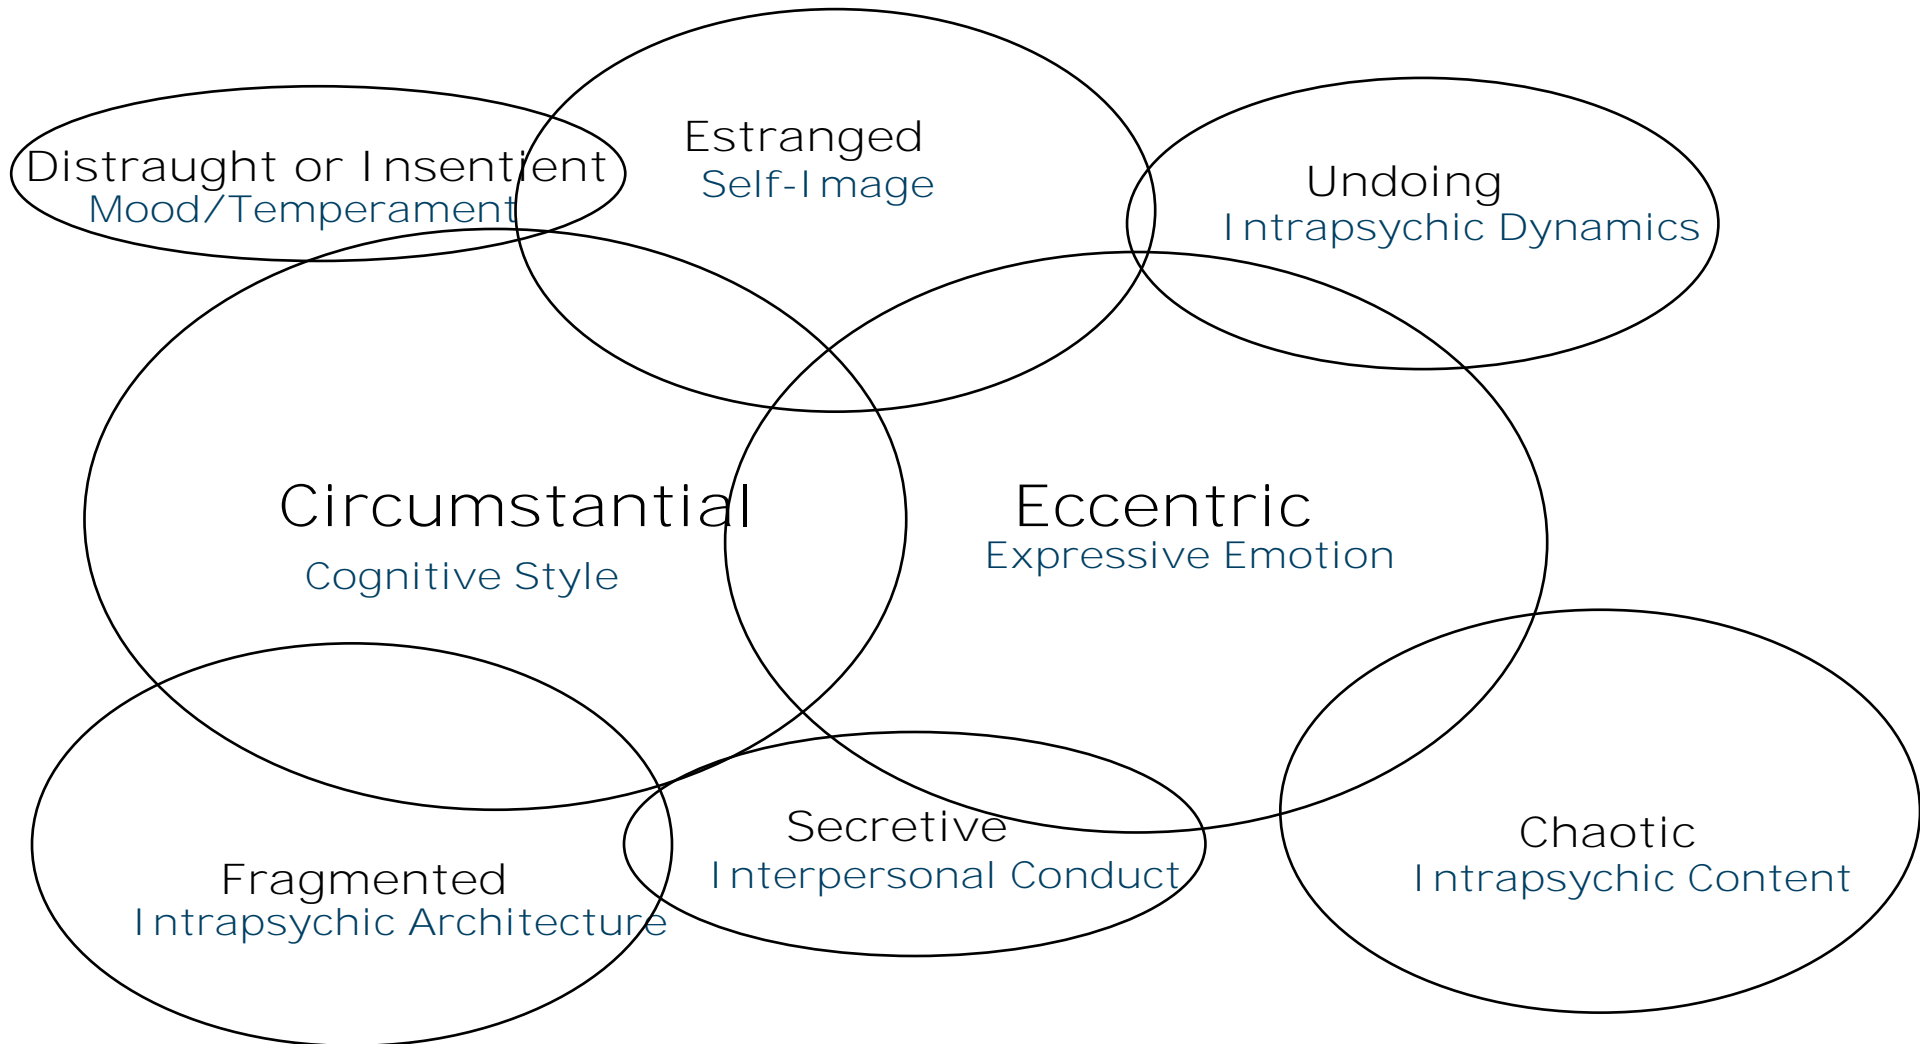 Distraught or Insentient
Mood/Temperament
Estranged
Self-Image
Undoing
Intrapsychic Dynamics
Circumstantial
Cognitive Style
Eccentric
Expressive Emotion
Fragmented
Intrapsychic Architecture
Secretive
Interpersonal Conduct
Chaotic
Intrapsychic Content